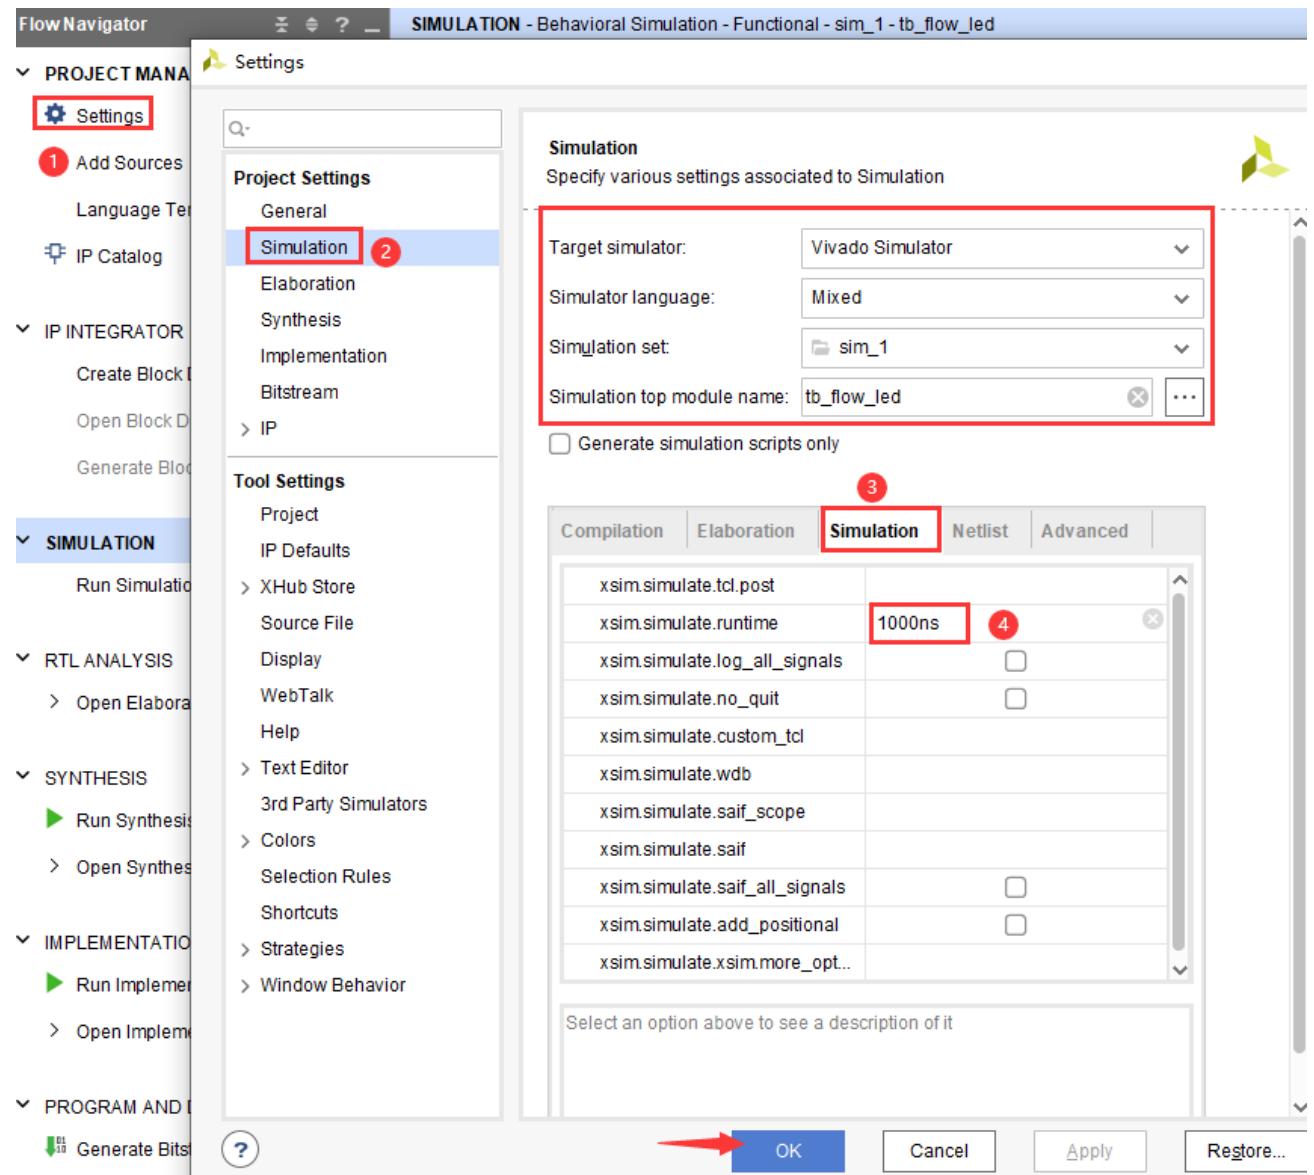 Flow Navigator
?
SIMULATION - Behavioral Simulation - Functional - sim_1 - tb_flow_led
PROJECT MANA
Settings
1
Add Sources
Language Ter
IP Catalog
IP INTEGRATOR
Create Block D
Open Block D
Generate Bloc
SIMULATION
Run Simulatio
RTL ANALYSIS
Open Elabora
SYNTHESIS
Run Synthesis
Open Synthes
IMPLEMENTATIO
Run Implemen
Open Impleme
PROGRAM AND D
Generate Bitst
Settings
Project Settings
General
Simulation
2
Elaboration
Synthesis
Implementation
Bitstream
IP
Tool Settings
Project
IP Defaults
XHub Store
Source File
Display
WebTalk
Help
Text Editor
3rd Party Simulators
Colors
Selection Rules
Shortcuts
Strategies
Window Behavior
Simulation
Specify various settings associated to Simulation
Target simulator: Vivado Simulator
Simulator language: Mixed
Simulation set: sim_1
Simulation top module name: tb_flow_led ...
Generate simulation scripts only
3
Compilation Elaboration Simulation Netlist Advanced
xsim.simulate.tcl.post
xsim.simulate.runtime 1000ns 4
xsim.simulate.log_all_signals
xsim.simulate.no_quit
xsim.simulate.custom_tcl
xsim.simulate.wdb
xsim.simulate.saif_scope
xsim.simulate.saif
xsim.simulate.saif_all_signals
xsim.simulate.add_positional
xsim.simulate.xsim.more_opt...
Select an option above to see a description of it
? OK Cancel Apply Restore...